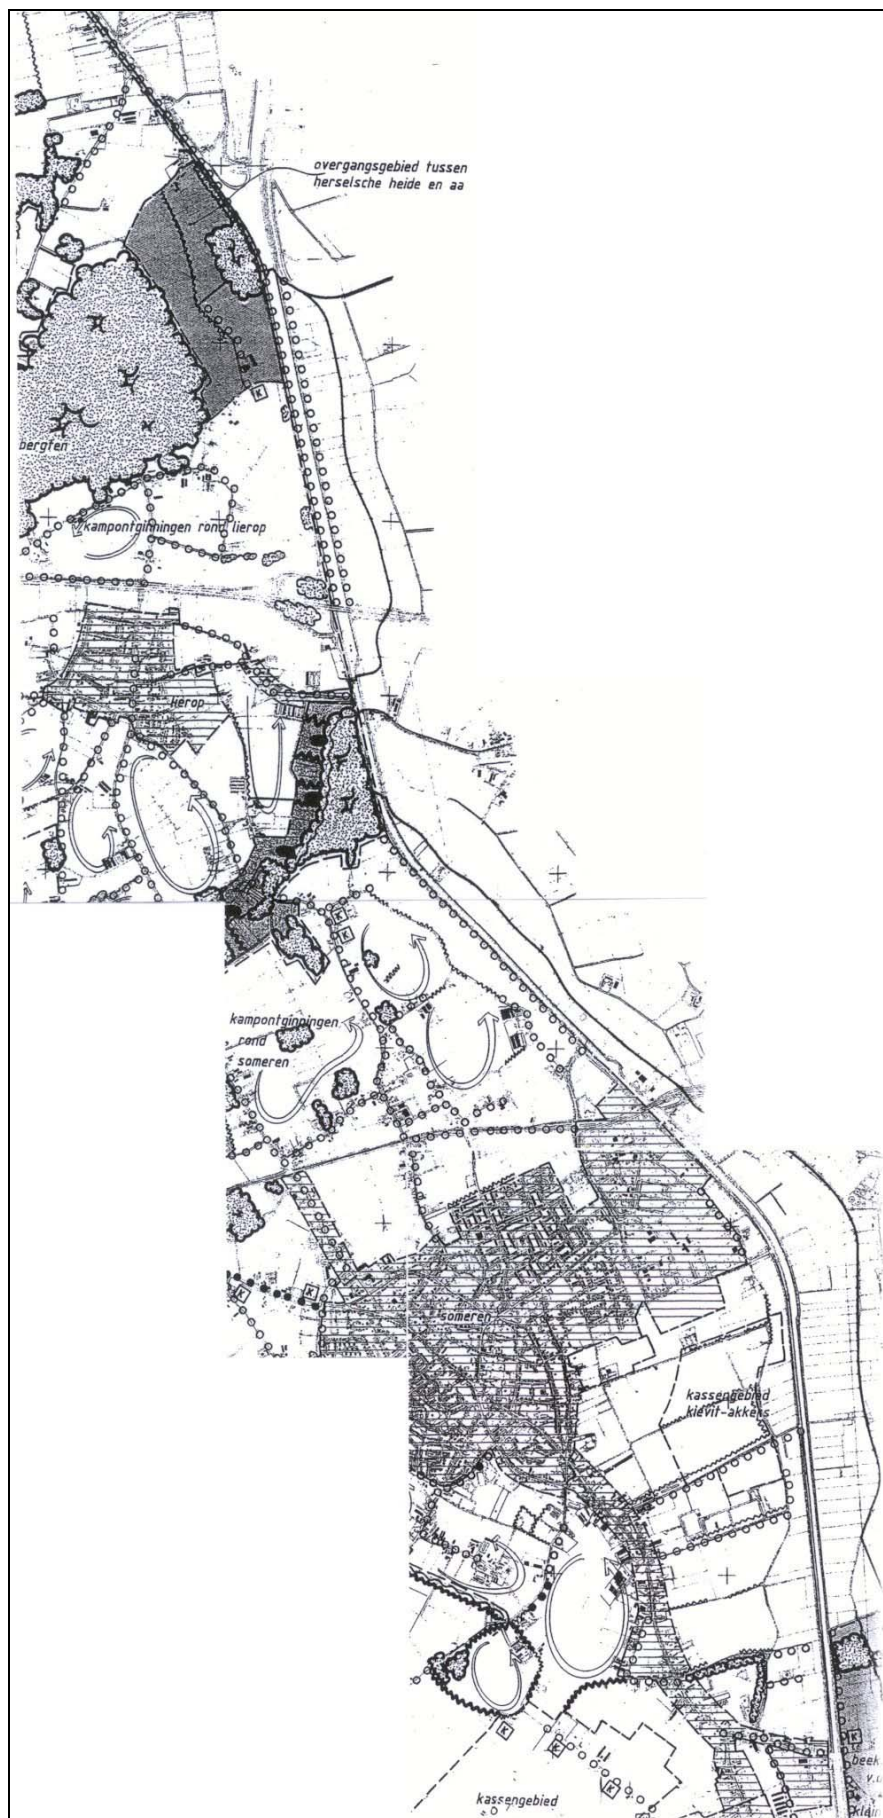 overgangsgebied tussen
herselsche heide en aa
K
bergfen
kampontginningen rond lierop
lierop
K
K
kampontginningen
rond
someren
K
K
someren
kassengebied
kievit-akkers
K
K
K
K
beek
v.
kassengebied